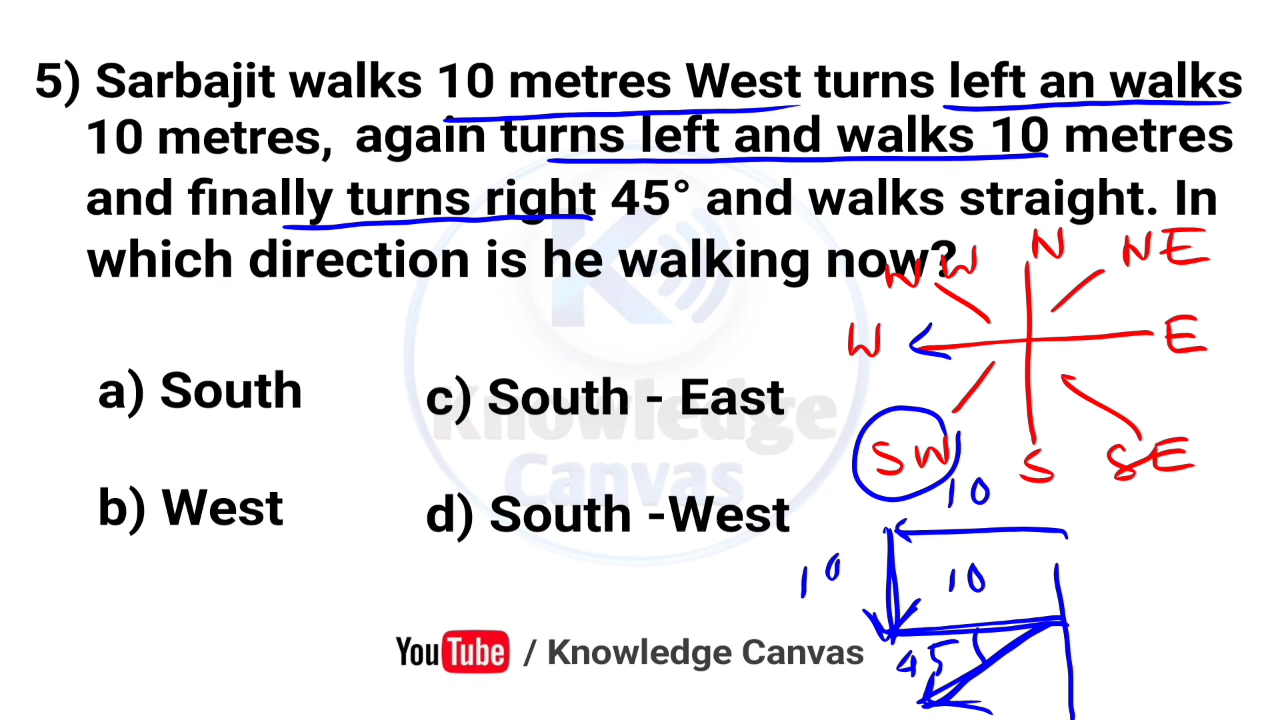 5) Sarbajit walks 10 metres West turns left an walks
10 metres, again turns left and walks 10 metres
and finally turns right 45° and walks straight. In
which direction is he walking now?
N
NE
W W
W
E
SW
S
SE
a) South
c) South - East
b) West
d) South -West
Knowledge
Canvas
10
10
10
45
YouTube / Knowledge Canvas